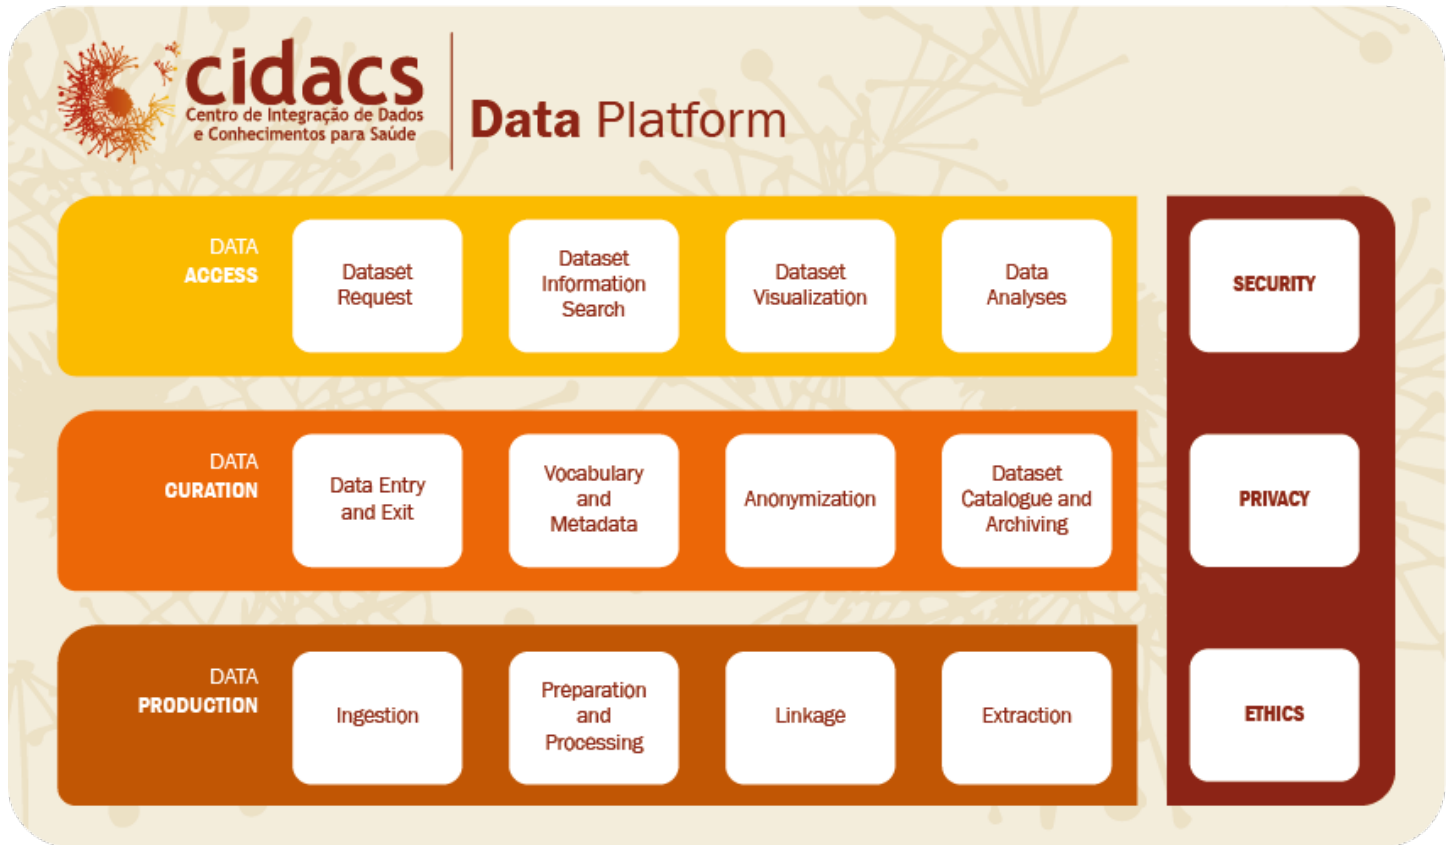 cidacs
Centro de Integração de Dados
e Conhecimentos para Saúde
Data Platform
DATA
ACCESS
Dataset
Request
Dataset
Information
Search
Dataset
Visualization
Data
Analyses
SECURITY
DATA
CURATION
Data Entry
and Exit
Vocabulary
and
Metadata
Anonymization
Dataset
Catalogue and
Archiving
PRIVACY
DATA
PRODUCTION
Ingestion
Preparation
and
Processing
Linkage
Extraction
ETHICS